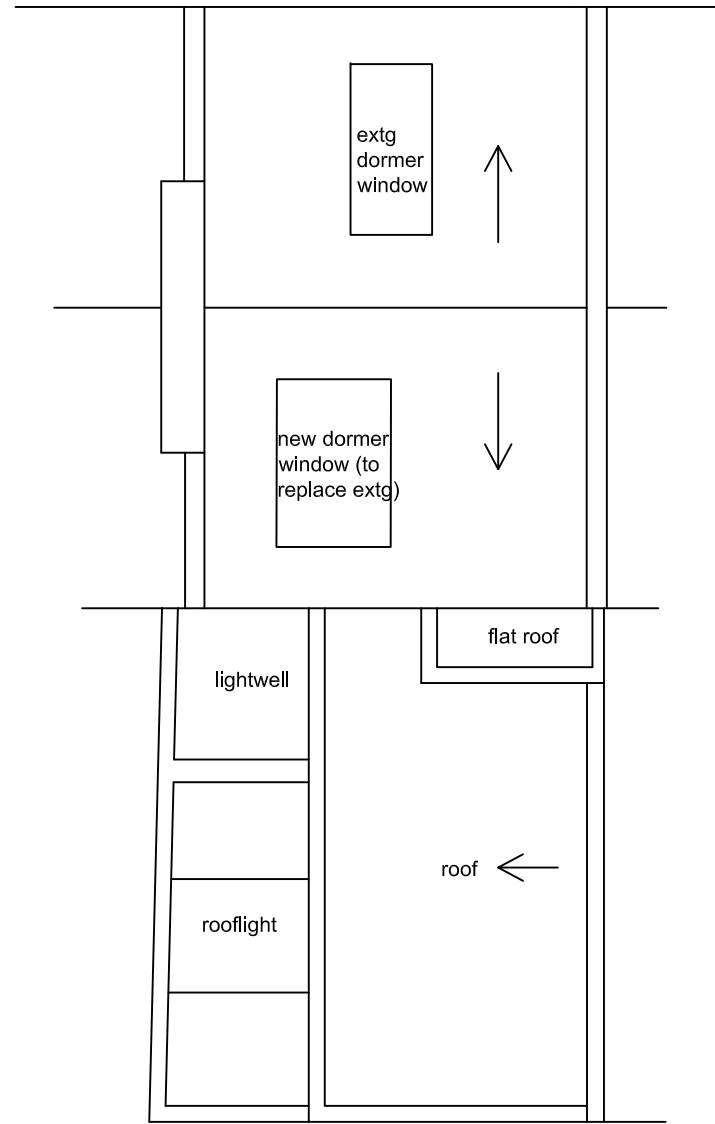 extg
dormer
window
new dormer
window (to
replace extg)
flat roof
lightwell
roof
rooflight